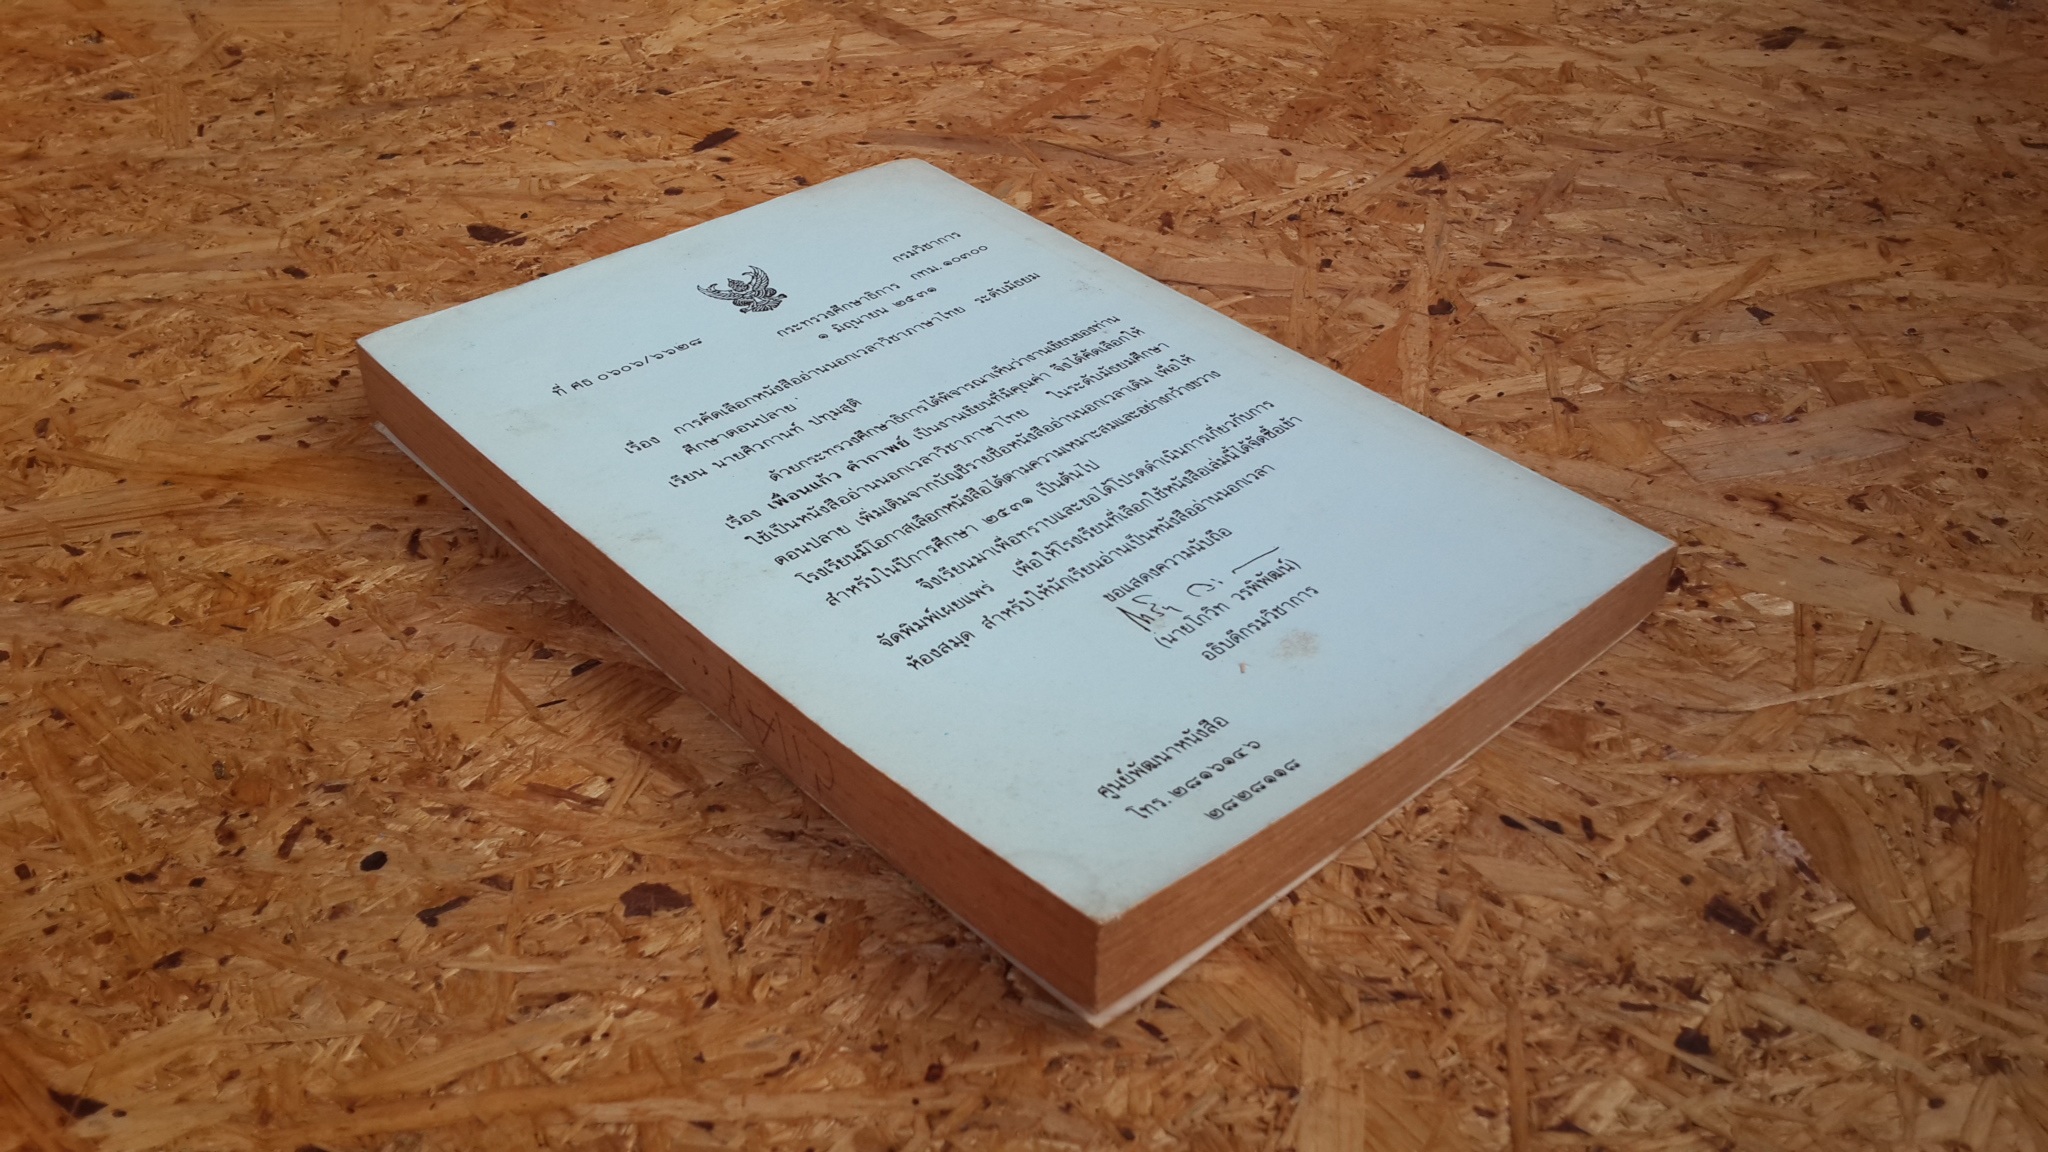 ที่ ศธ ๐๖๐๖/๖๖๒๘
กรมวิชาการ
กระทรวงศึกษาธิการ กทม. ๑๐๓๐๐
๑ มิถุนายน ๒๕๓๑
เรื่อง การคัดเลือกหนังสืออ่านนอกเวลาวิชาภาษาไทย ระดับมัธยม
ศึกษาตอนปลาย
เรียน นายศิวกานท์ ปทุมสูติ
ด้วยกระทรวงศึกษาธิการได้พิจารณาเห็นว่างานเขียนของท่าน
เรื่อง เพื่อนแก้ว คำกาพย์ เป็นงานเขียนที่มีคุณค่า จึงได้คัดเลือกให้
ใช้เป็นหนังสืออ่านนอกเวลาวิชาภาษาไทย ในระดับมัธยมศึกษา
ตอนปลาย เพิ่มเติมจากบัญชีรายชื่อหนังสืออ่านนอกเวลาเดิม เพื่อให้
โรงเรียนมีโอกาสเลือกหนังสือได้ตามความเหมาะสมและอย่างกว้างขวาง
สำหรับในปีการศึกษา ๒๕๓๑ เป็นต้นไป
จึงเรียนมาเพื่อทราบและขอได้โปรดดำเนินการเกี่ยวกับการ
จัดพิมพ์เผยแพร่ เพื่อให้โรงเรียนที่เลือกใช้หนังสือเล่มนี้ได้จัดซื้อเข้า
ห้องสมุด สำหรับให้นักเรียนอ่านเป็นหนังสืออ่านนอกเวลา
ขอแสดงความนับถือ
(นายโกวิท วรพิพัฒน์)
อธิบดีกรมวิชาการ
ศูนย์พัฒนาหนังสือ
โทร. ๒๘๑๖๑๔๖
๒๘๒๘๑๑๘